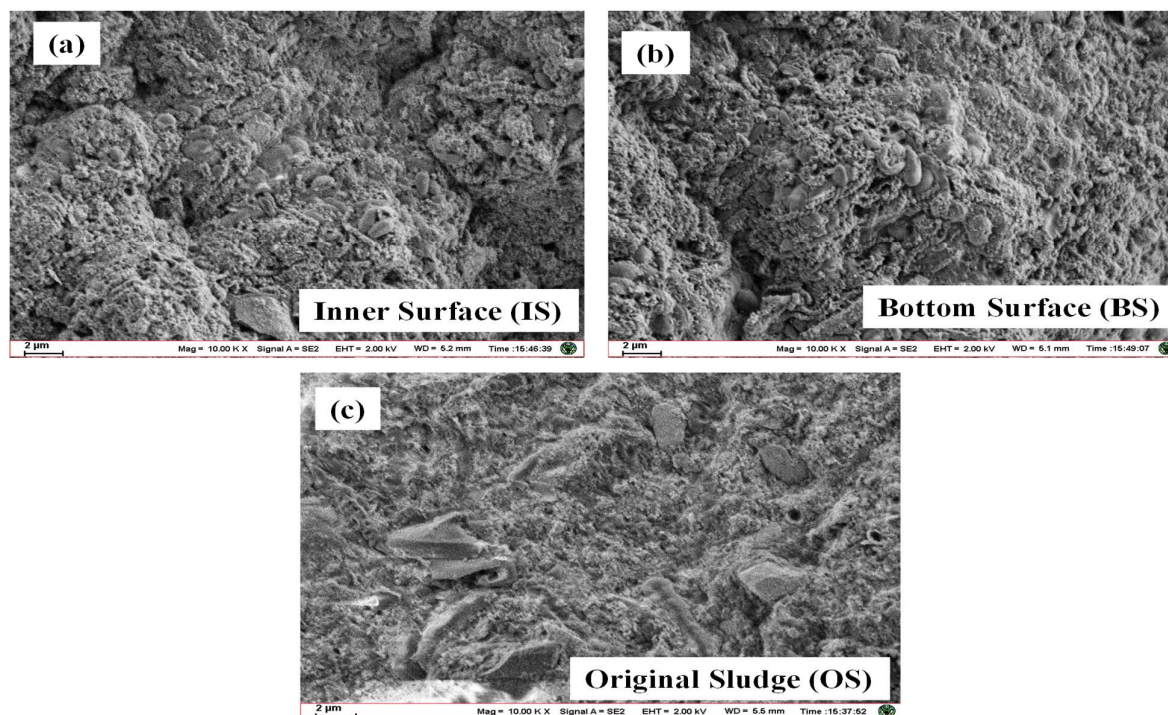 (a)
Inner Surface (IS)
2 µm
Mag = 10.00 K X Signal A = SE2 EHT = 2.00 kV WD = 5.2 mm Time :15:46:39
(b)
Bottom Surface (BS)
2 µm
Mag = 10.00 K X Signal A = SE2 EHT = 2.00 kV WD = 5.1 mm Time :15:49:07
(c)
Original Sludge (OS)
2 µm
Mag = 10.00 K X Signal A = SE2 EHT = 2.00 kV WD = 5.5 mm Time :15:37:52